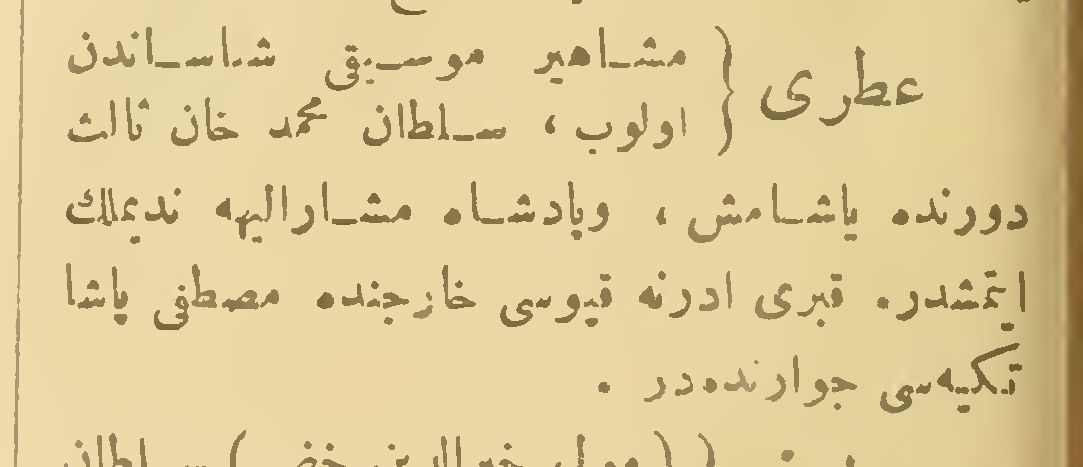 عطری } مشاهیر موسیقی شناساندن
اولوب ، سلطان محمد خان ثالث
دورنده یاشامش ، وپادشاه مشارالیهه ندیملك
ایتمشدر. قبری ادرنه قپوسی خارجنده مصطفی پاشا
تکیه‌سی جوارنده‌در .